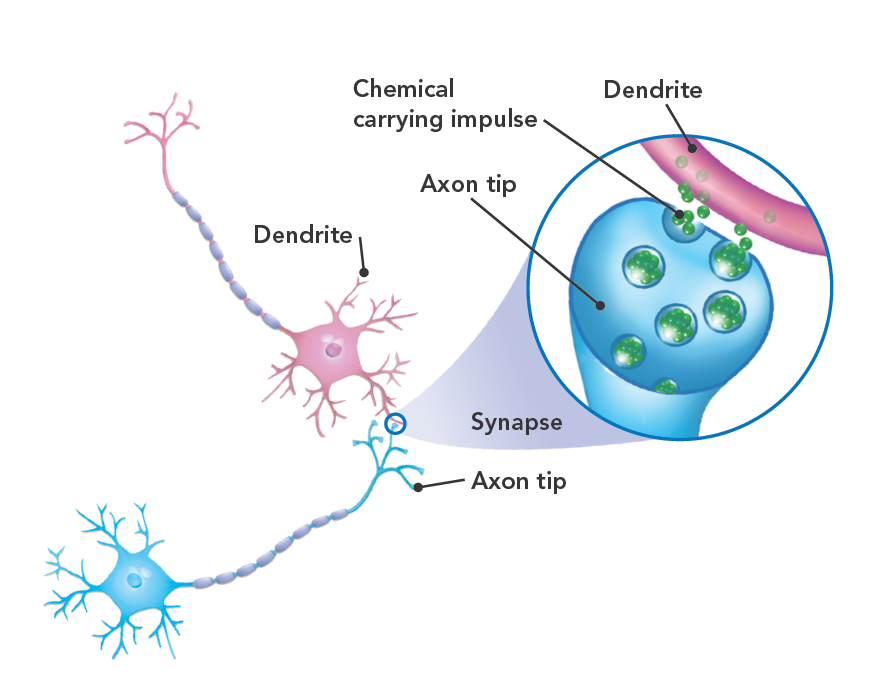 Chemical
carrying impulse
Dendrite
Axon tip
Dendrite
Synapse
Axon tip